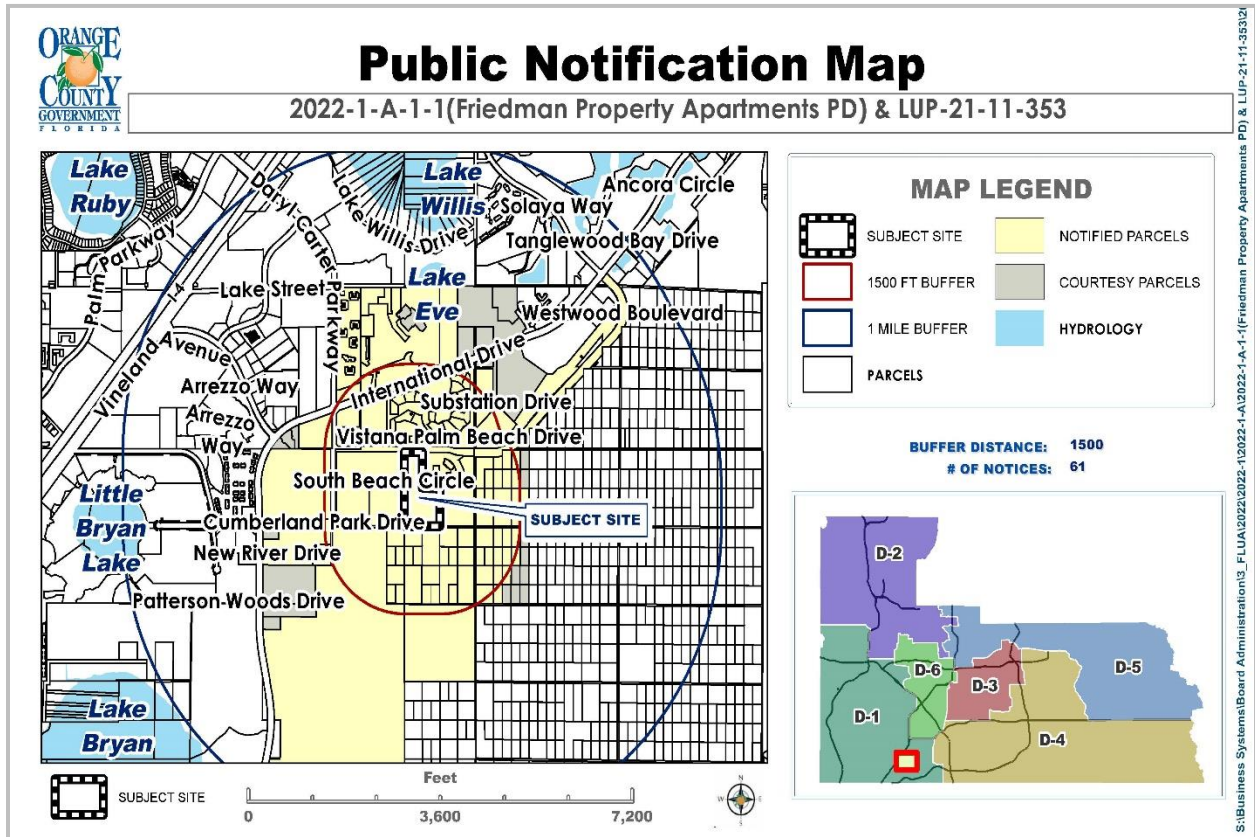 ORANGE
COUNTY
GOVERNMENT
FLORIDA
Public Notification Map
2022-1-A-1-1(Friedman Property Apartments PD) & LUP-21-11-353
Lake
Ruby
Palm Parkway
I-4
Daryl Carter Parkway
Lake Willis Drive
Lake
Willis
Solaya Way
Ancora Circle
Tanglewood Bay Drive
Lake Street
Lake
Eve
Westwood Boulevard
Vineland Avenue
International Drive
Arrezzo Way
Arrezzo
Way
Substation Drive
Vistana Palm Beach Drive
South Beach Circle
Little
Bryan
Lake
Cumberland Park Drive
SUBJECT SITE
New River Drive
Patterson Woods Drive
Lake
Bryan
MAP LEGEND
SUBJECT SITE
NOTIFIED PARCELS
1500 FT BUFFER
COURTESY PARCELS
1 MILE BUFFER
HYDROLOGY
PARCELS
BUFFER DISTANCE: 1500
# OF NOTICES: 61
D-2
D-6
D-5
D-3
D-1
D-4
SUBJECT SITE
Feet
0 3,600 7,200
N
W E
S
S:\Business Systems\Board Administration\3_FLUA\2022\2022-1\2022-1-A\2022-1-A-1-1(Friedman Property Apartments PD) & LUP-21-11-353\2